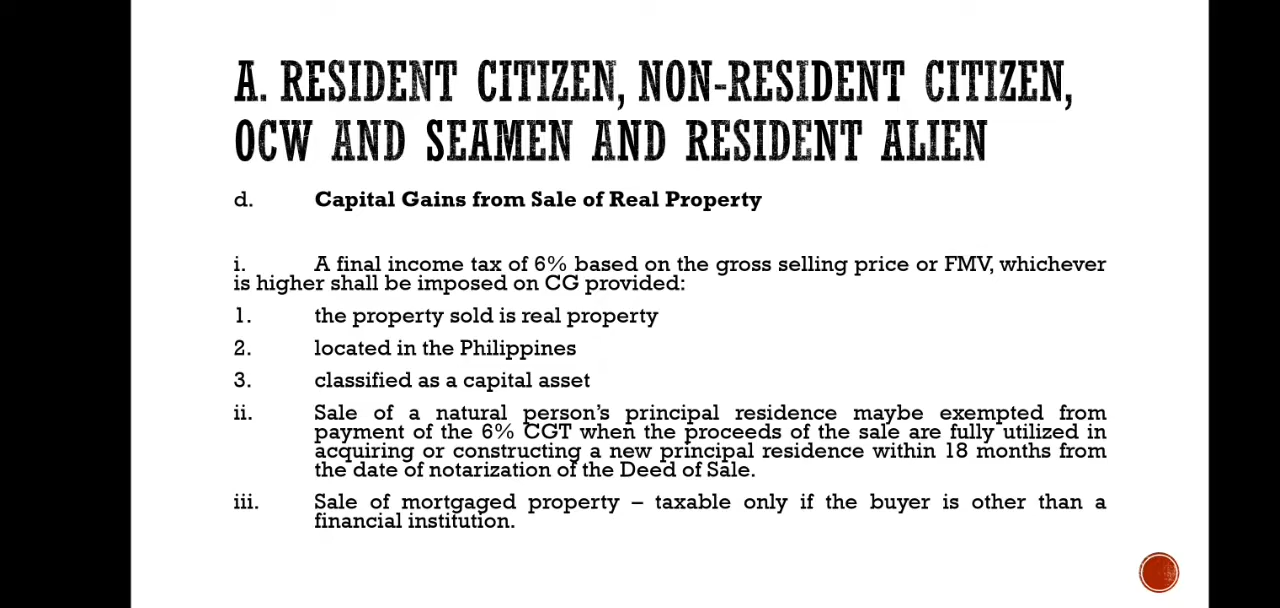 A. RESIDENT CITIZEN, NON-RESIDENT CITIZEN,
OCW AND SEAMEN AND RESIDENT ALIEN
d. Capital Gains from Sale of Real Property
i. A final income tax of 6% based on the gross selling price or FMV, whichever
is higher shall be imposed on CG provided:
1. the property sold is real property
2. located in the Philippines
3. classified as a capital asset
ii. Sale of a natural person's principal residence maybe exempted from
payment of the 6% CGT when the proceeds of the sale are fully utilized in
acquiring or constructing a new principal residence within 18 months from
the date of notarization of the Deed of Sale.
iii. Sale of mortgaged property – taxable only if the buyer is other than a
financial institution.